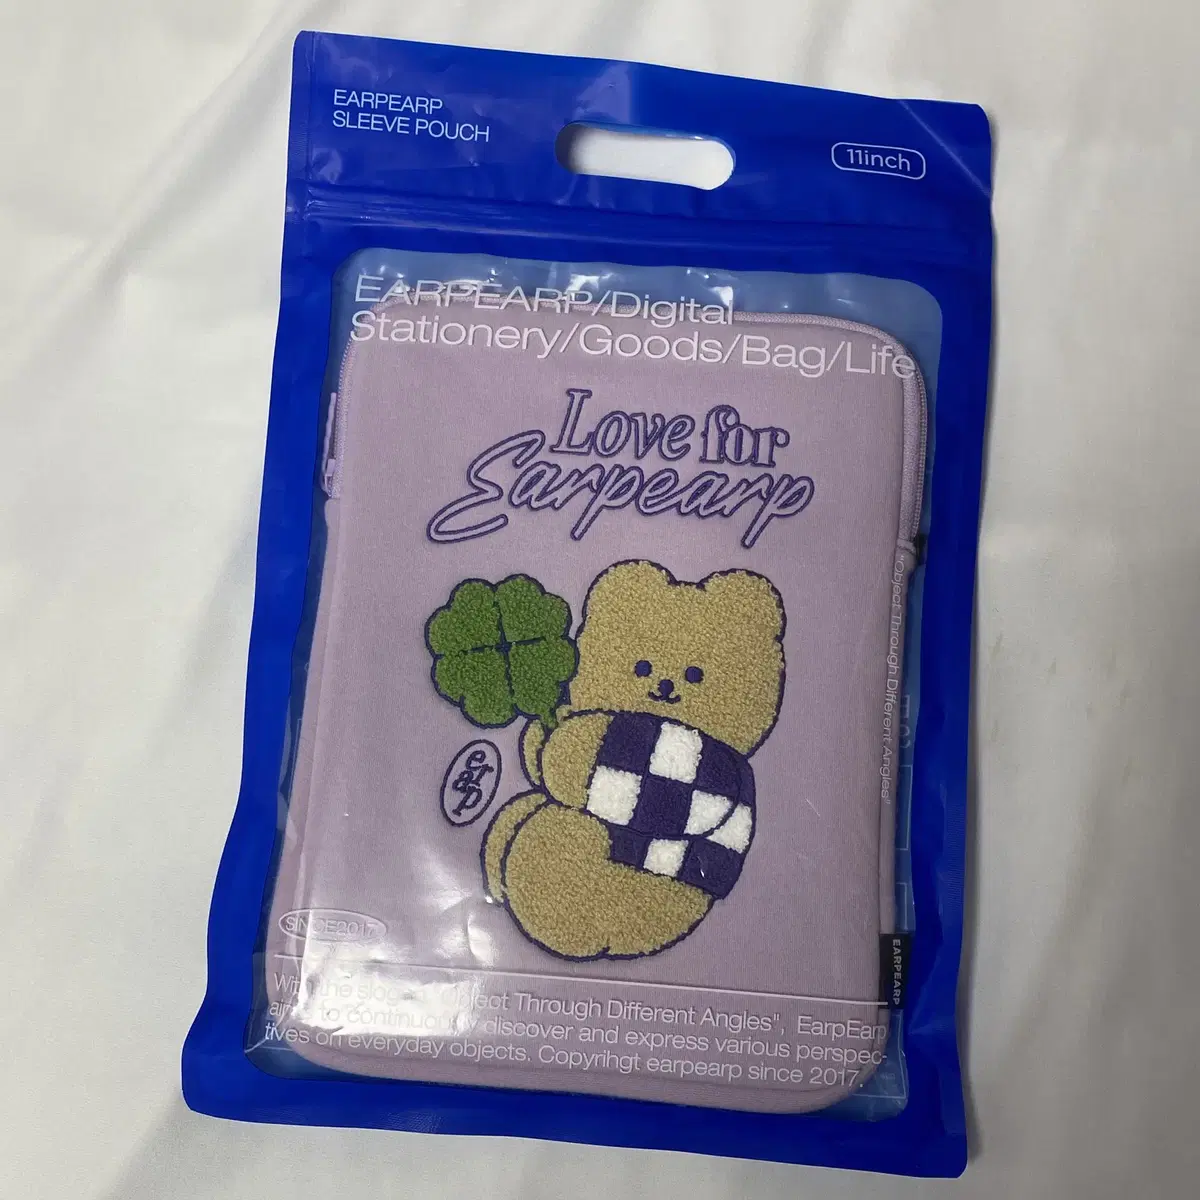 EARPEARP
SLEEVE POUCH
11inch
EARPEARP/Digital
Stationery/Goods/Bag/Life
Love for
Earpearp
"Object Through Different Angles"
earp
EARPEARP
SINCE2017
With the slogan "Object Through Different Angles", EarpEarp
aims to continuously discover and express various perspec-
tives on everyday objects. Copyrihgt earpearp since 2017.